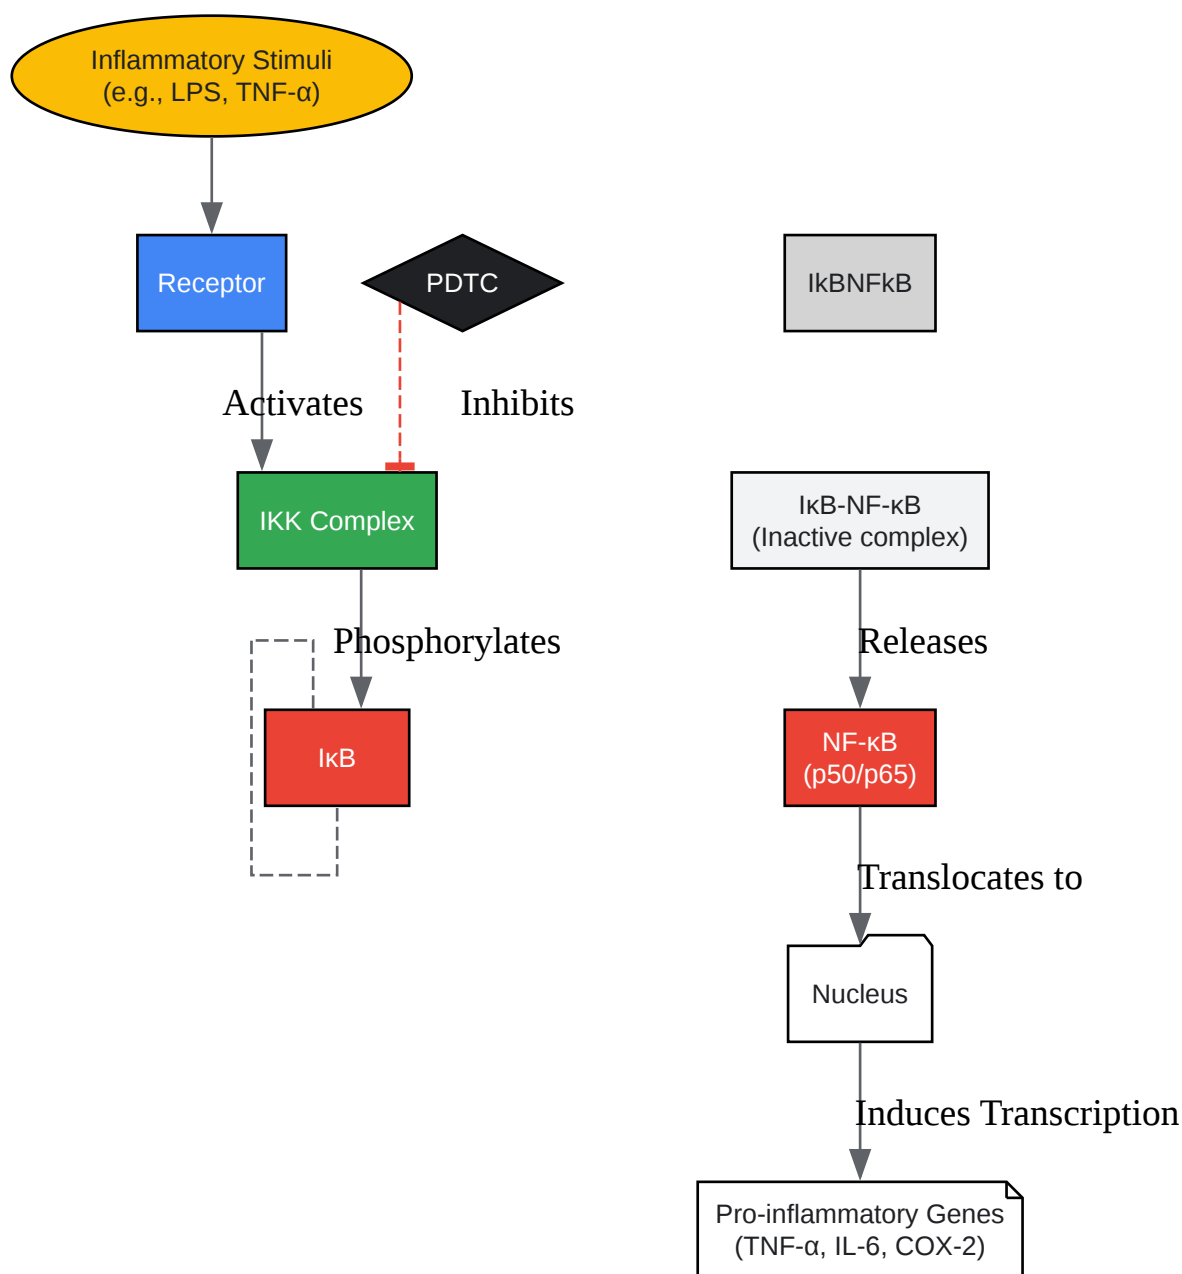 Inflammatory Stimuli
(e.g., LPS, TNF-α)
Receptor
PDTC
IkBNFkB
Activates
Inhibits
IKK Complex
IκB-NF-κB
(Inactive complex)
Phosphorylates
Releases
IκB
NF-κB
(p50/p65)
Translocates to
Nucleus
Induces Transcription
Pro-inflammatory Genes
(TNF-α, IL-6, COX-2)